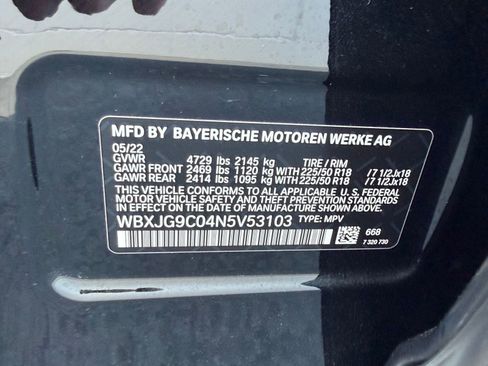 MFD BY BAYERISCHE MOTOREN WERKE AG
05/22
GVWR 4729 lbs 2145 kg TIRE / RIM
GAWR FRONT 2469 lbs 1120 kg WITH 225/50 R18 /7 1/2Jx18
GAWR REAR 2414 lbs 1095 kg WITH 225/50 R18 /7 1/2Jx18
THIS VEHICLE CONFORMS TO ALL APPLICABLE U.S. FEDERAL
MOTOR VEHICLE SAFETY, BUMPER, AND THEFT PREVENTION
STANDARDS IN EFFECT ON THE DATE OF MANUFACTURE SHOWN ABOVE.
WBXJG9C04N5V53103 TYPE: MPV
668
7 320 730